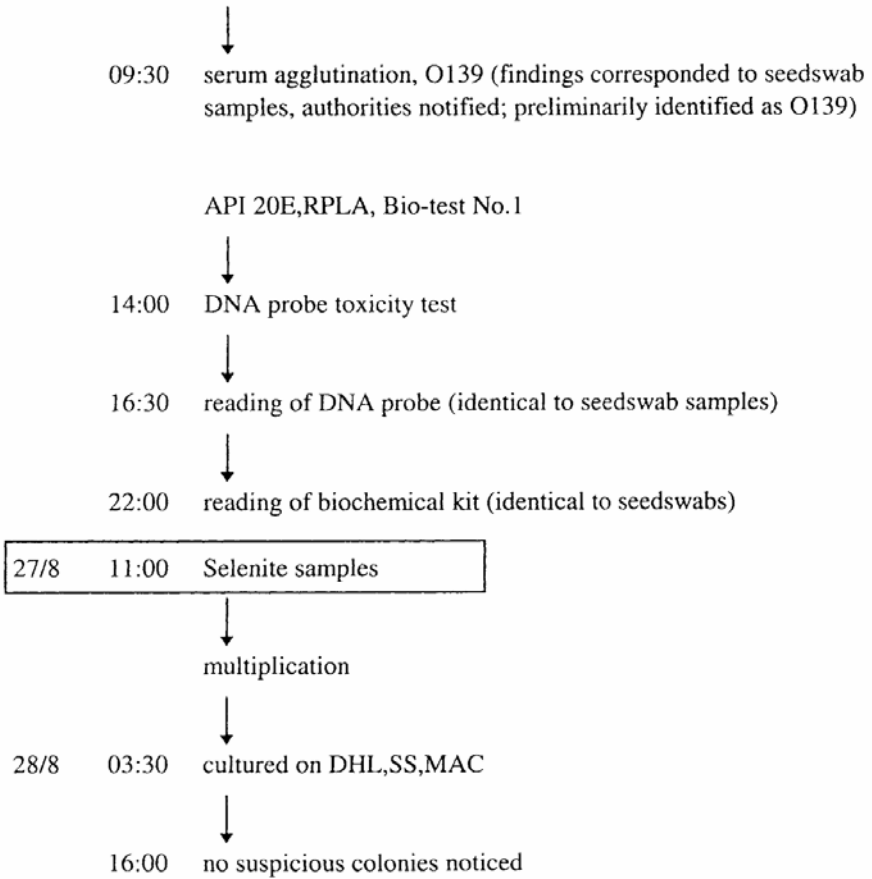 09:30 serum agglutination, O139 (findings corresponded to seedswab
samples, authorities notified; preliminarily identified as O139)
API 20E,RPLA, Bio-test No.1
14:00 DNA probe toxicity test
16:30 reading of DNA probe (identical to seedswab samples)
22:00 reading of biochemical kit (identical to seedswabs)
27/8 11:00 Selenite samples
multiplication
28/8 03:30 cultured on DHL,SS,MAC
16:00 no suspicious colonies noticed